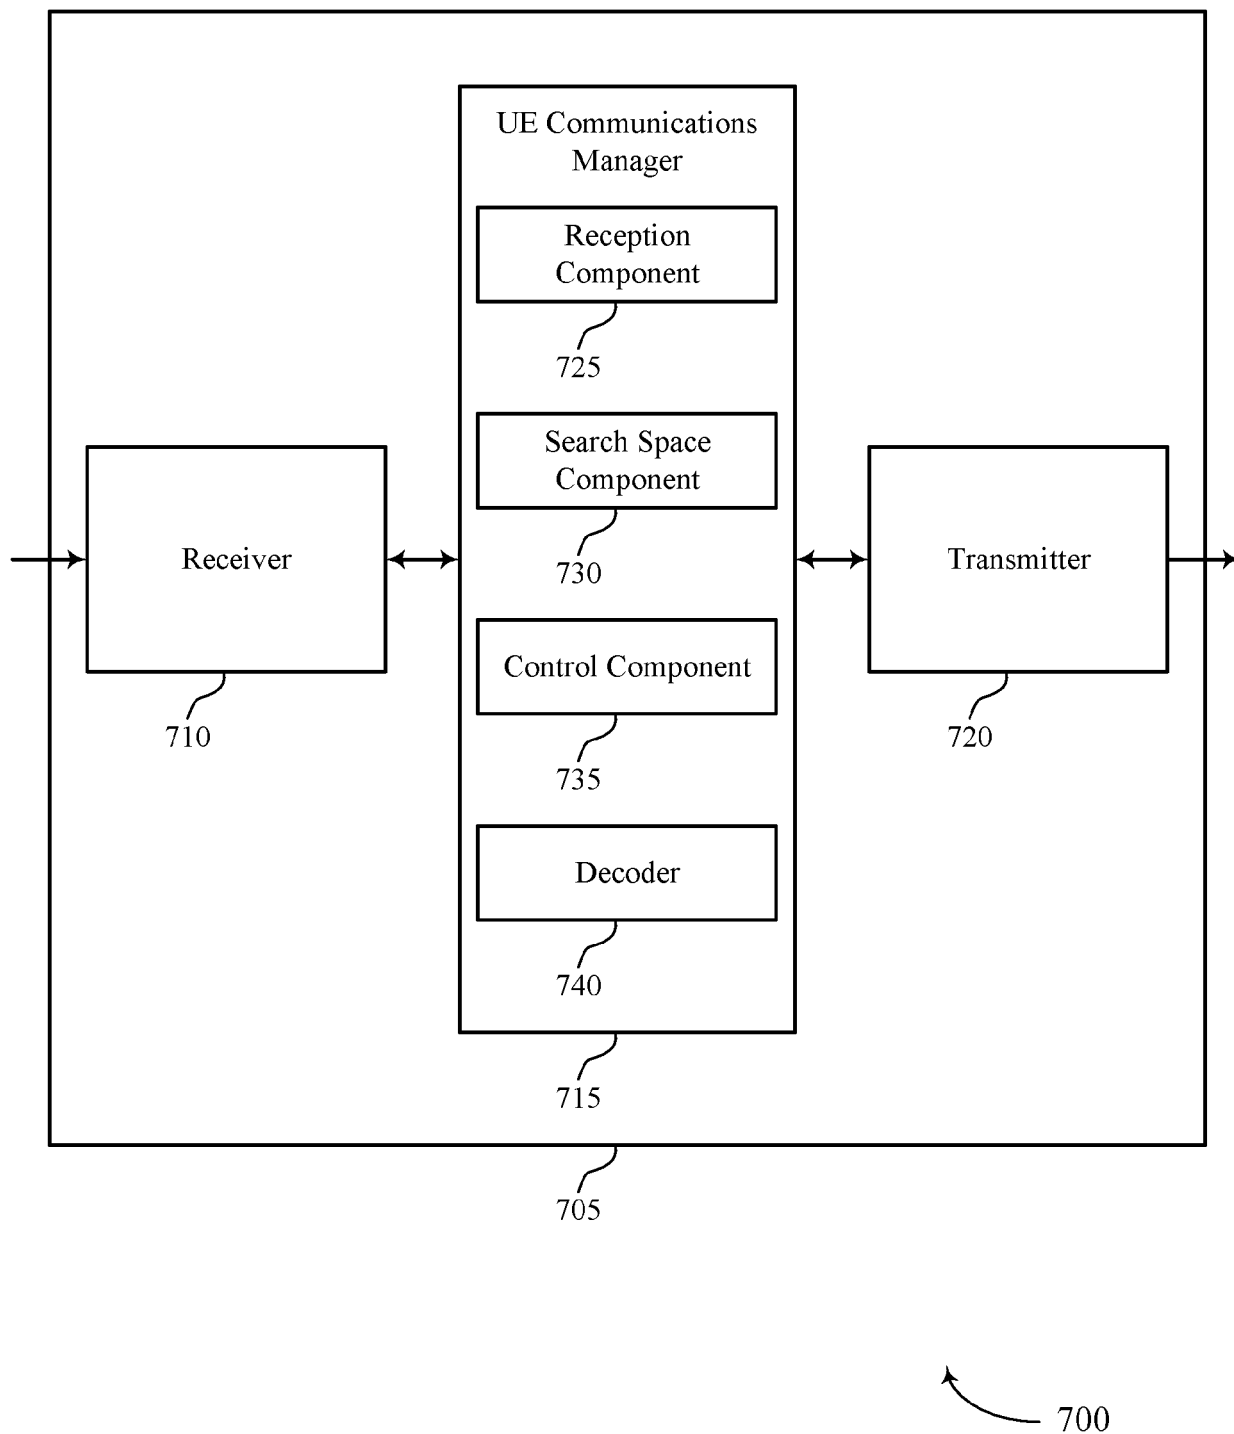 UE Communications
Manager
Reception
Component
725
Search Space
Component
730
Receiver
710
Control Component
735
Decoder
740
715
Transmitter
720
705
700